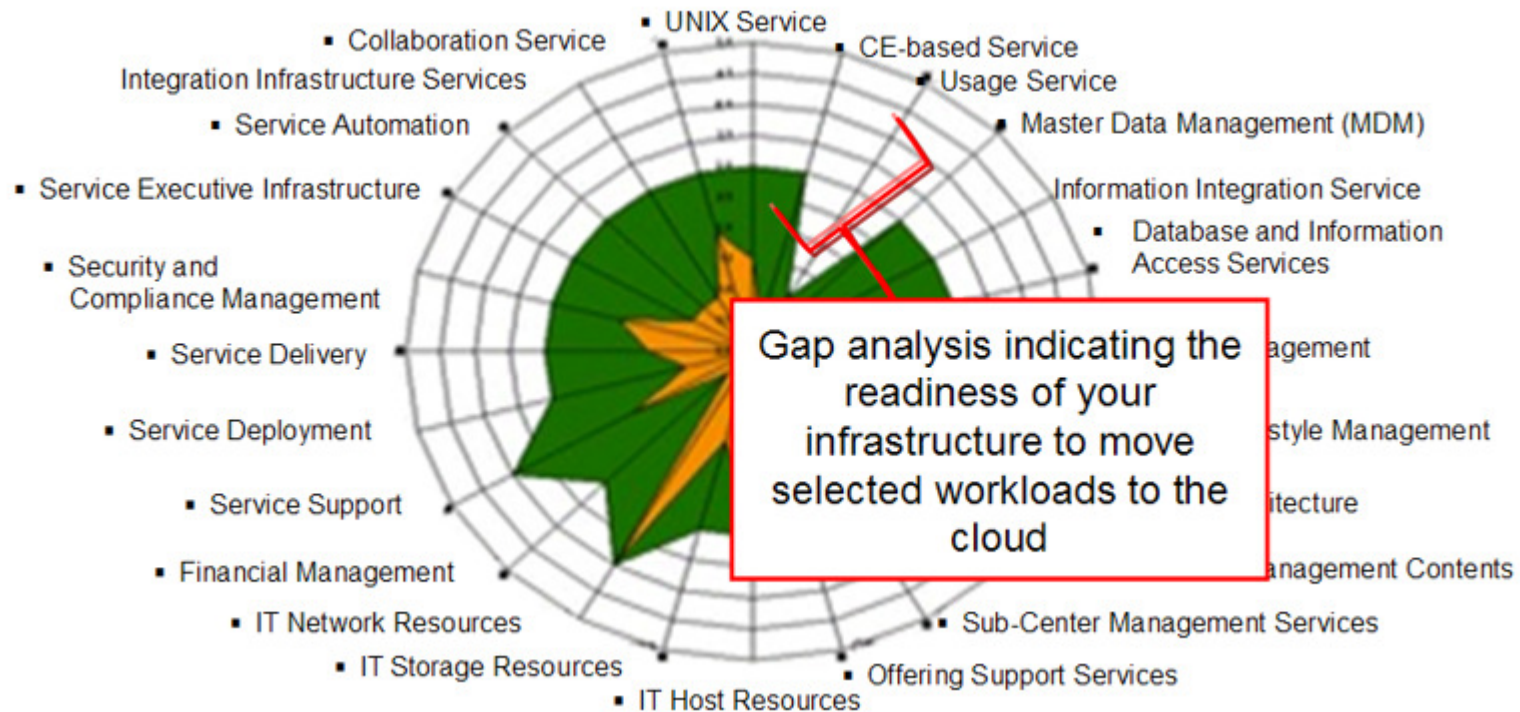 ▪ UNIX Service
▪ Collaboration Service
▪ CE-based Service
Integration Infrastructure Services
▪ Usage Service
▪ Service Automation
▪ Master Data Management (MDM)
▪ Service Executive Infrastructure
Information Integration Service
▪ Database and Information
Access Services
▪ Security and
Compliance Management
▪ Service Delivery
agement
Gap analysis indicating the
readiness of your
infrastructure to move
selected workloads to the
cloud
▪ Service Deployment
style Management
▪ Service Support
itecture
▪ Financial Management
anagement Contents
▪ IT Network Resources
▪ Sub-Center Management Services
▪ IT Storage Resources
▪ Offering Support Services
▪ IT Host Resources